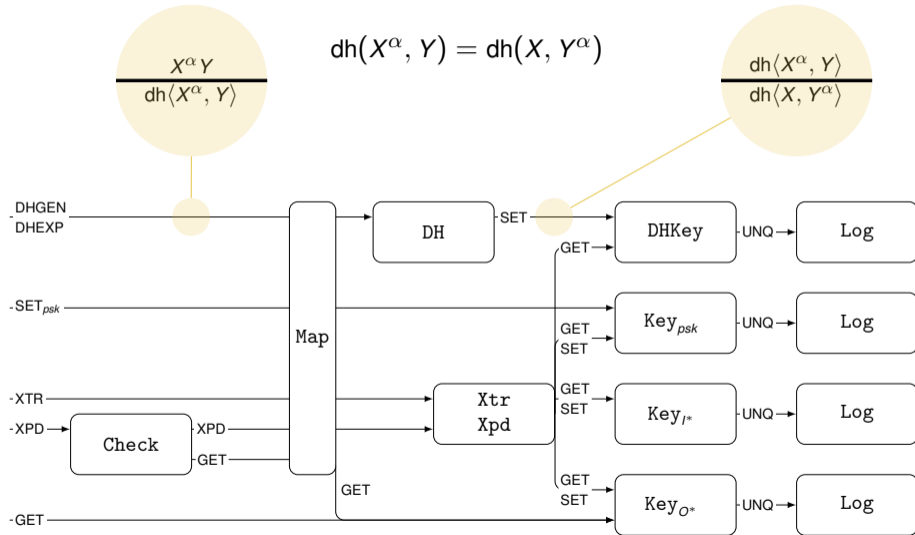 dh(X^α, Y) = dh(X, Y^α)
X^α Y
dh⟨X^α, Y⟩
dh⟨X^α, Y⟩
dh⟨X, Y^α⟩
DHGEN
DHEXP
Map
DH
SET
GET
DHKey
UNQ
Log
SET_psk
GET
SET
Key_psk
UNQ
Log
XTR
XPD
Check
XPD
GET
Xtr
Xpd
GET
SET
Key_I*
UNQ
Log
GET
GET
GET
SET
Key_O*
UNQ
Log